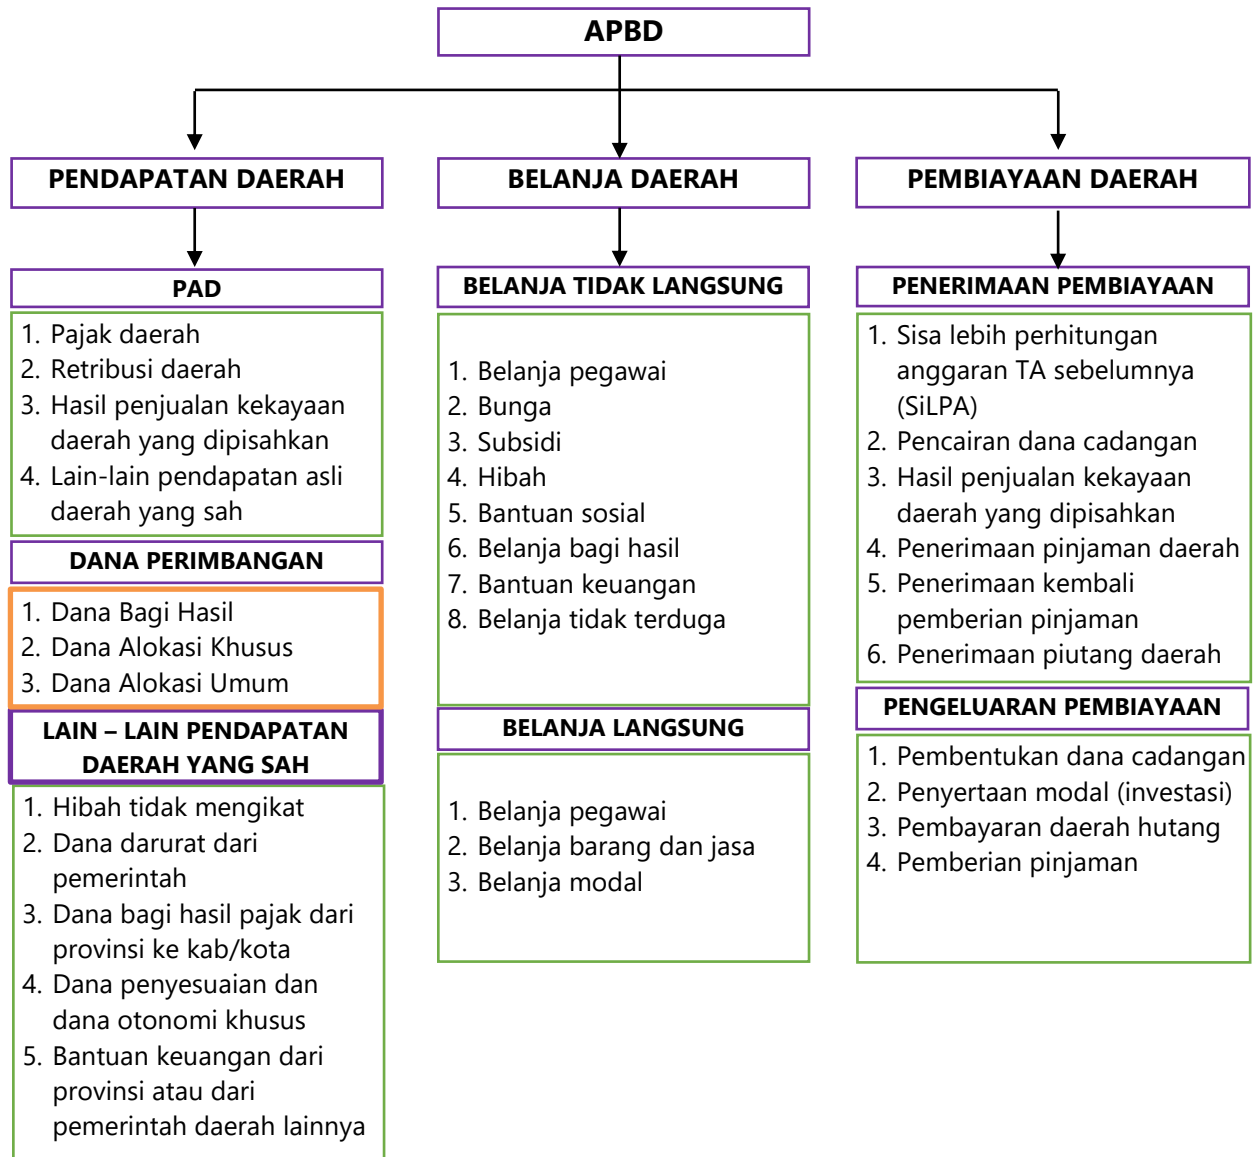 APBD
PENDAPATAN DAERAH
PAD
1. Pajak daerah
2. Retribusi daerah
3. Hasil penjualan kekayaan
daerah yang dipisahkan
4. Lain-lain pendapatan asli
daerah yang sah
DANA PERIMBANGAN
1. Dana Bagi Hasil
2. Dana Alokasi Khusus
3. Dana Alokasi Umum
LAIN – LAIN PENDAPATAN
DAERAH YANG SAH
1. Hibah tidak mengikat
2. Dana darurat dari
pemerintah
3. Dana bagi hasil pajak dari
provinsi ke kab/kota
4. Dana penyesuaian dan
dana otonomi khusus
5. Bantuan keuangan dari
provinsi atau dari
pemerintah daerah lainnya
BELANJA DAERAH
BELANJA TIDAK LANGSUNG
1. Belanja pegawai
2. Bunga
3. Subsidi
4. Hibah
5. Bantuan sosial
6. Belanja bagi hasil
7. Bantuan keuangan
8. Belanja tidak terduga
BELANJA LANGSUNG
1. Belanja pegawai
2. Belanja barang dan jasa
3. Belanja modal
PEMBIAYAAN DAERAH
PENERIMAAN PEMBIAYAAN
1. Sisa lebih perhitungan
anggaran TA sebelumnya
(SiLPA)
2. Pencairan dana cadangan
3. Hasil penjualan kekayaan
daerah yang dipisahkan
4. Penerimaan pinjaman daerah
5. Penerimaan kembali
pemberian pinjaman
6. Penerimaan piutang daerah
PENGELUARAN PEMBIAYAAN
1. Pembentukan dana cadangan
2. Penyertaan modal (investasi)
3. Pembayaran daerah hutang
4. Pemberian pinjaman